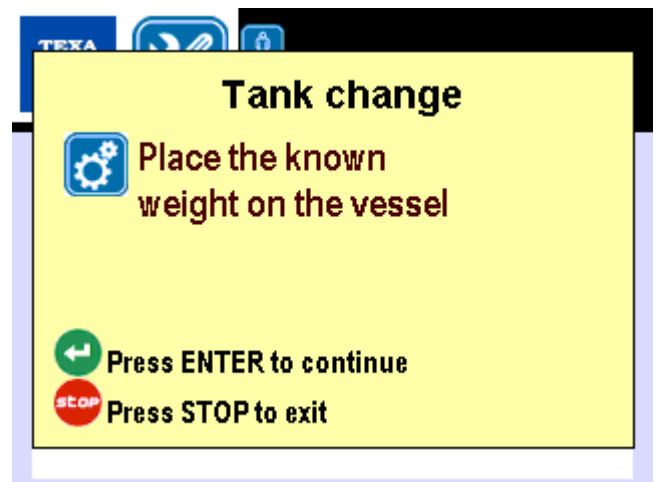 TEXA
Tank change
Place the known
weight on the vessel
Press ENTER to continue
stop
Press STOP to exit